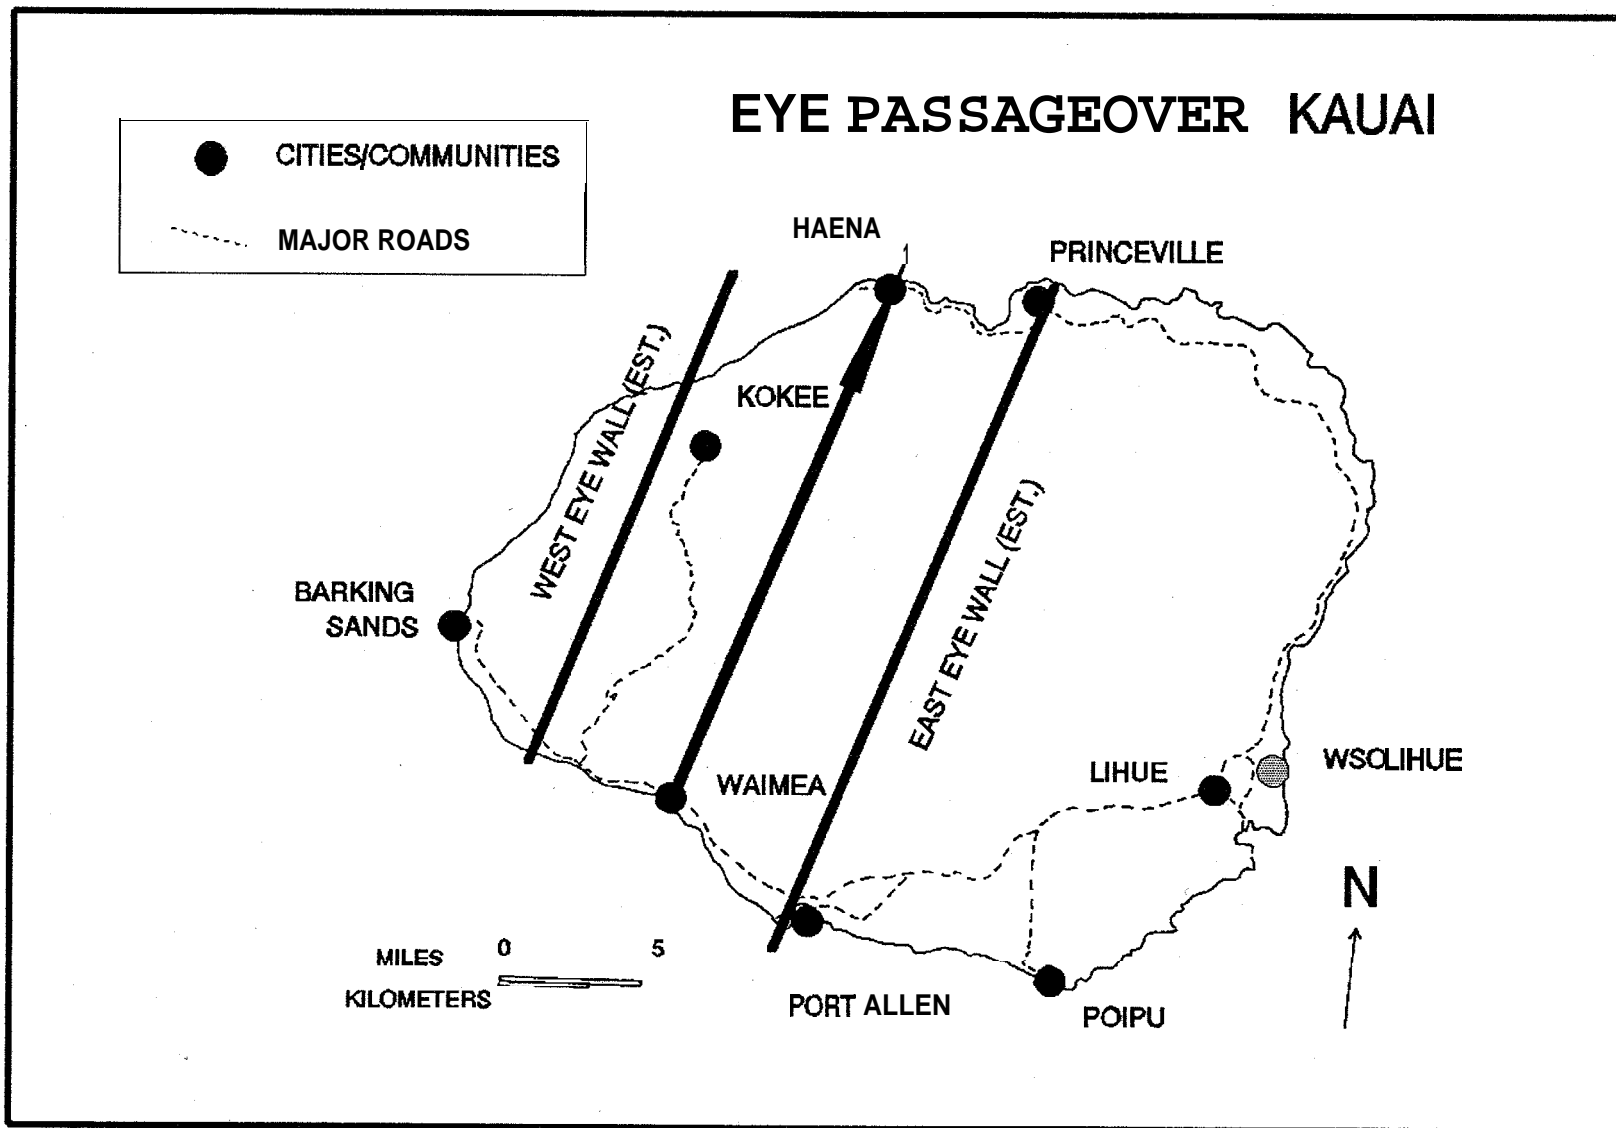 EYE PASSAGEOVER KAUAI
CITIES/COMMUNITIES
MAJOR ROADS
HAENA
PRINCEVILLE
KOKEE
WEST EYE WALL (EST.)
EAST EYE WALL (EST.)
BARKING
SANDS
WAIMEA
LIHUE
WSOLIHUE
N
MILES 0 5
KILOMETERS
PORT ALLEN
POIPU